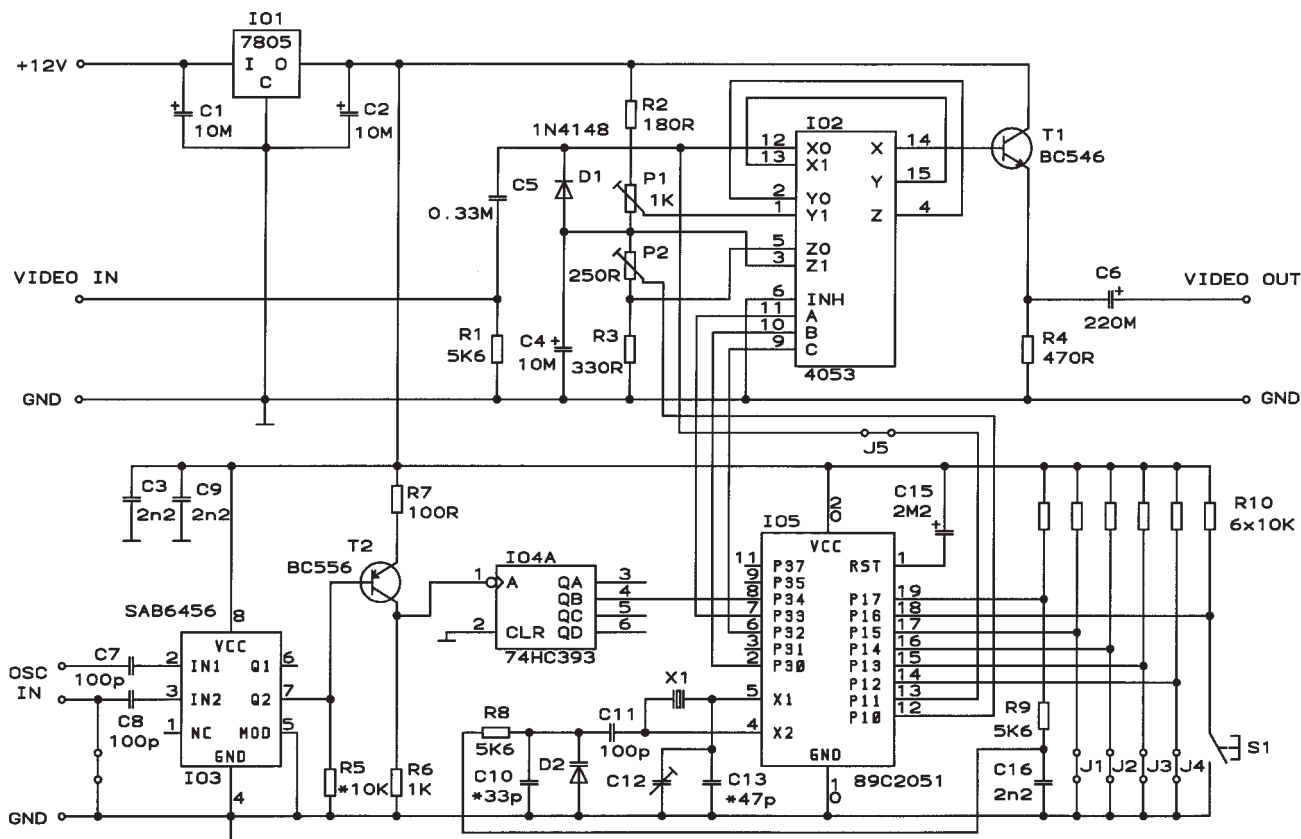 IO1
7805
+12V
I O
C
+
C1
10M
+
C2
10M
R2
180R
1N4148
IO2
12 X0 X 14
13 X1
Y 15
2 Y0
1 Y1 Z 4
5 Z0
3 Z1
6 INH
11 A
10 B
9 C
4053
T1
BC546
C5
0.33M
D1
P1
1K
P2
250R
VIDEO IN
C6
+
220M
VIDEO OUT
R1
5K6
C4
+
10M
R3
330R
R4
470R
GND
GND
J5
C3
2n2
C9
2n2
R7
100R
T2
BC556
IO4A
1 A QA 3
QB 4
QC 5
2 CLR QD 6
74HC393
IO5
20
VCC
C15
2M2
+
R10
6x10K
11 P37 RST 1
9 P35
8 P34 P17 19
7 P33 P16 18
6 P32 P15 17
3 P31 P14 16
2 P30 P13 15
P12 14
5 X1 P11 13
4 X2 P10 12
GND
10
89C2051
SAB6456
8
VCC
2 IN1 Q1 6
3 IN2 Q2 7
1 NC MOD 5
GND
IO3
4
OSC
IN
C7
100p
C8
100p
R5
*10K
R6
1K
R8
5K6
C10
*33p
D2
C11
100p
X1
C12
C13
*47p
R9
5K6
C16
2n2
J1
J2
J3
J4
S1
GND